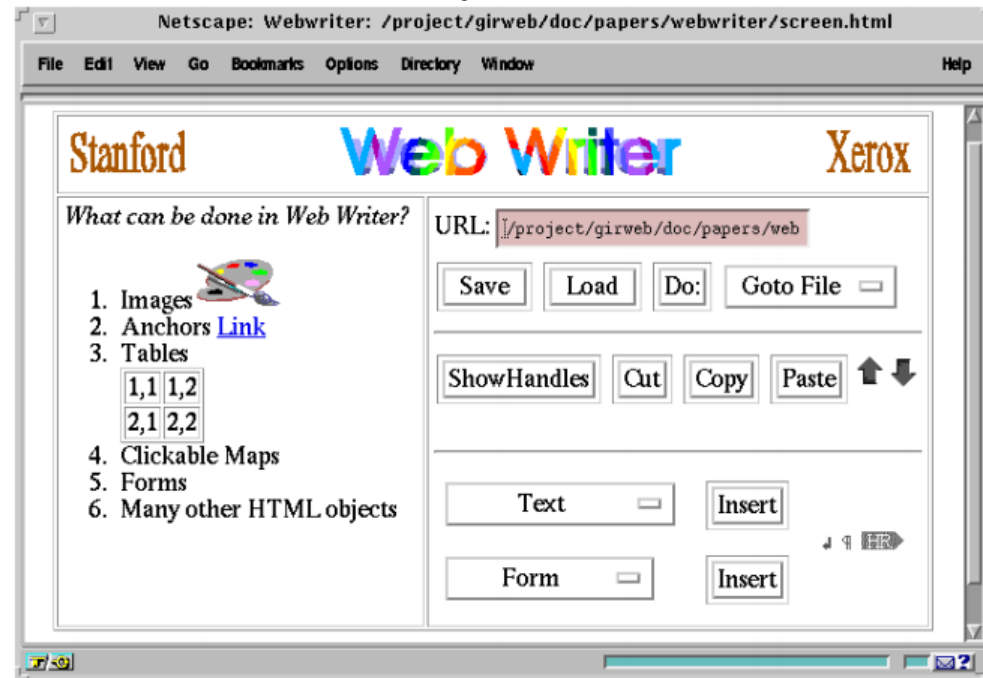 Netscape: Webwriter: /project/girweb/doc/papers/webwriter/screen.html
File Edit View Go Bookmarks Options Directory Window Help
Stanford Web Writer Xerox
What can be done in Web Writer?
1. Images
2. Anchors Link
3. Tables
1,1 1,2
2,1 2,2
4. Clickable Maps
5. Forms
6. Many other HTML objects
URL: /project/girweb/doc/papers/web
Save Load Do: Goto File
ShowHandles Cut Copy Paste
Text Insert
↲ ¶ HR
Form Insert
?